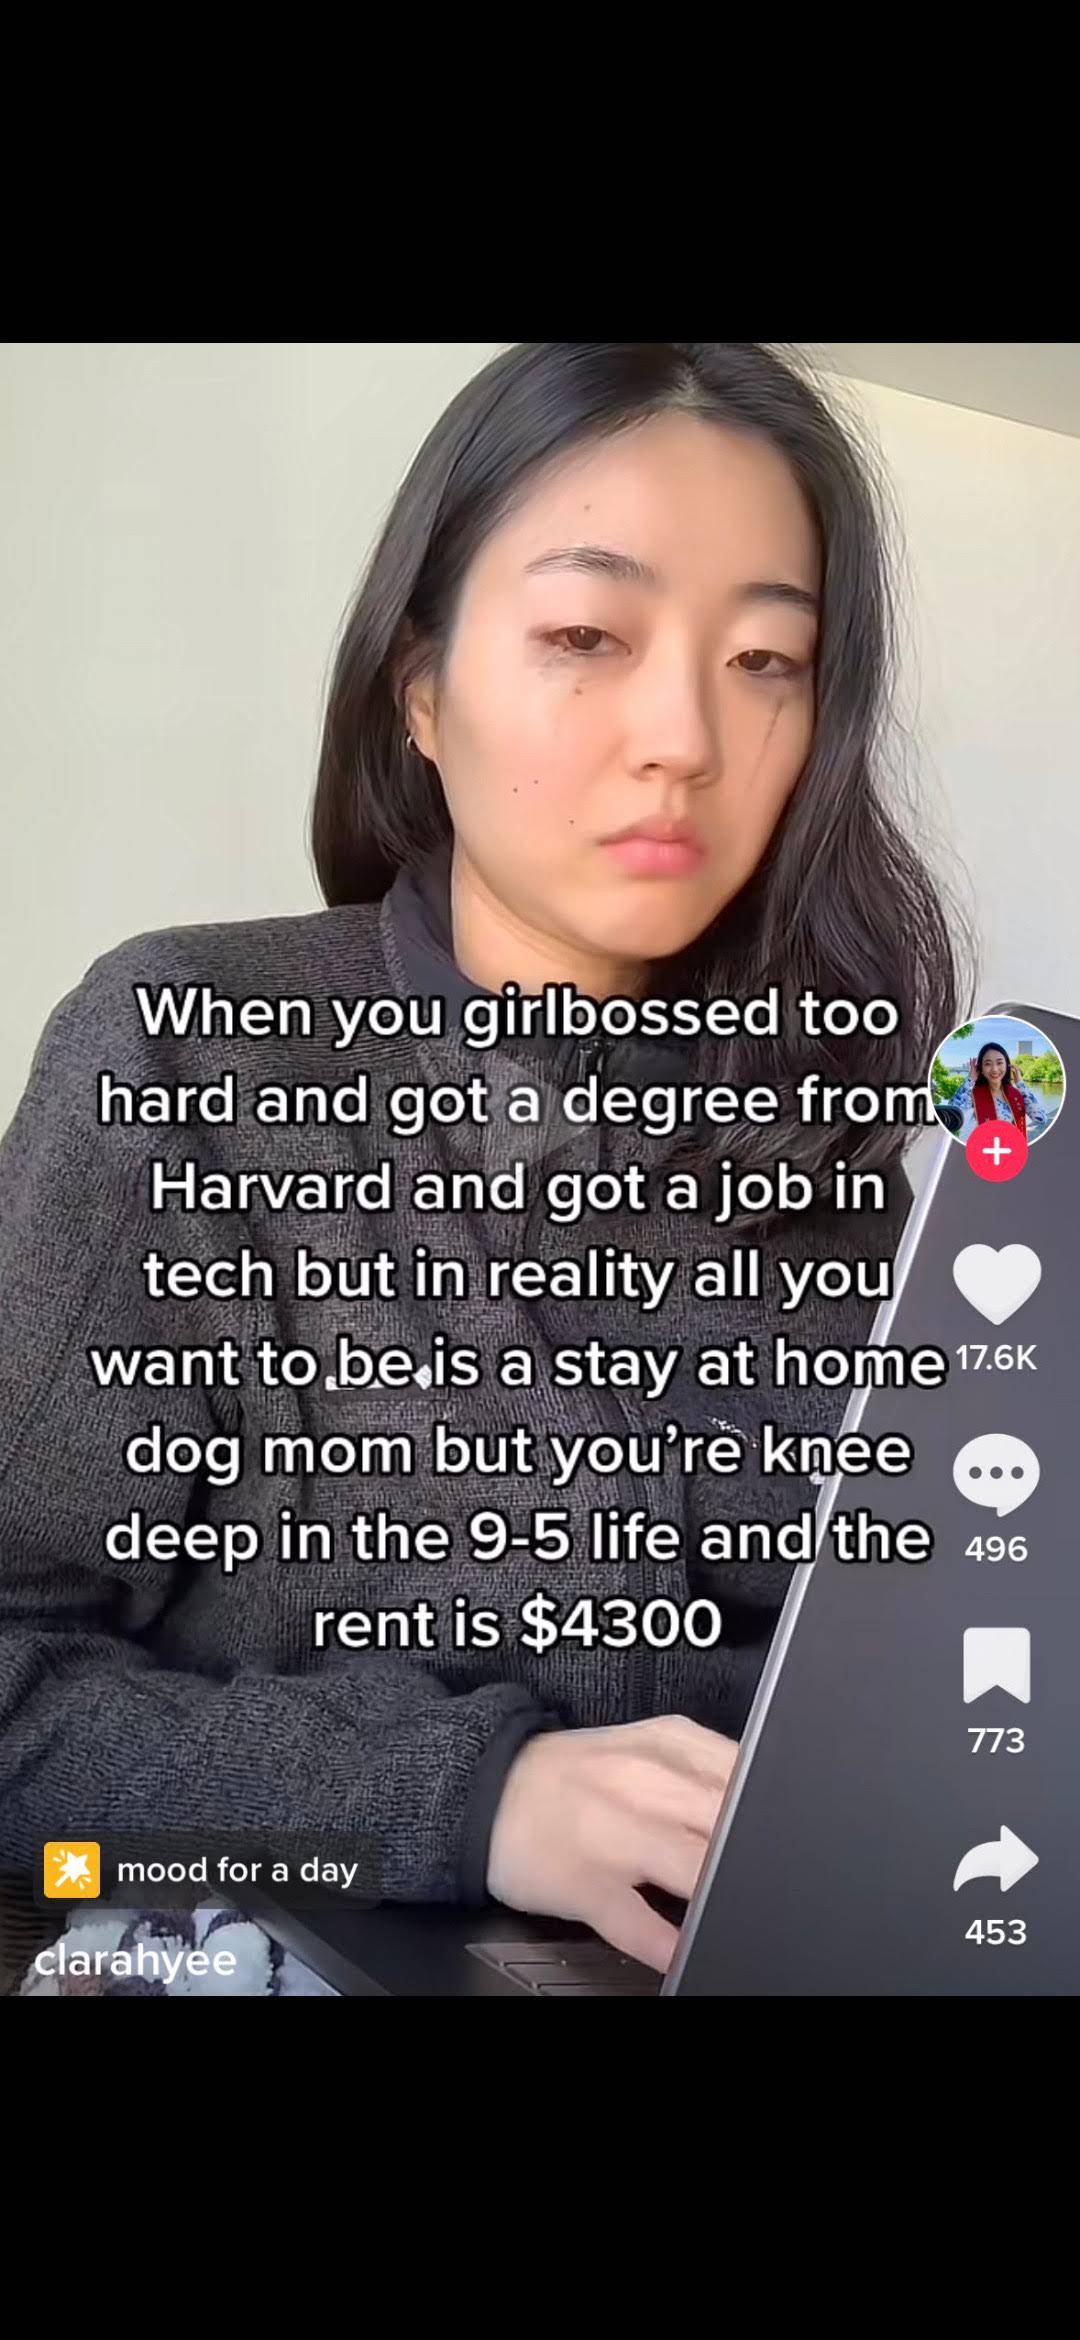 When you girlbossed too
hard and got a degree from
Harvard and got a job in
tech but in reality all you
want to be is a stay at home
dog mom but you're knee
deep in the 9-5 life and the
rent is $4300
17.6K
496
773
453
mood for a day
clarahyee